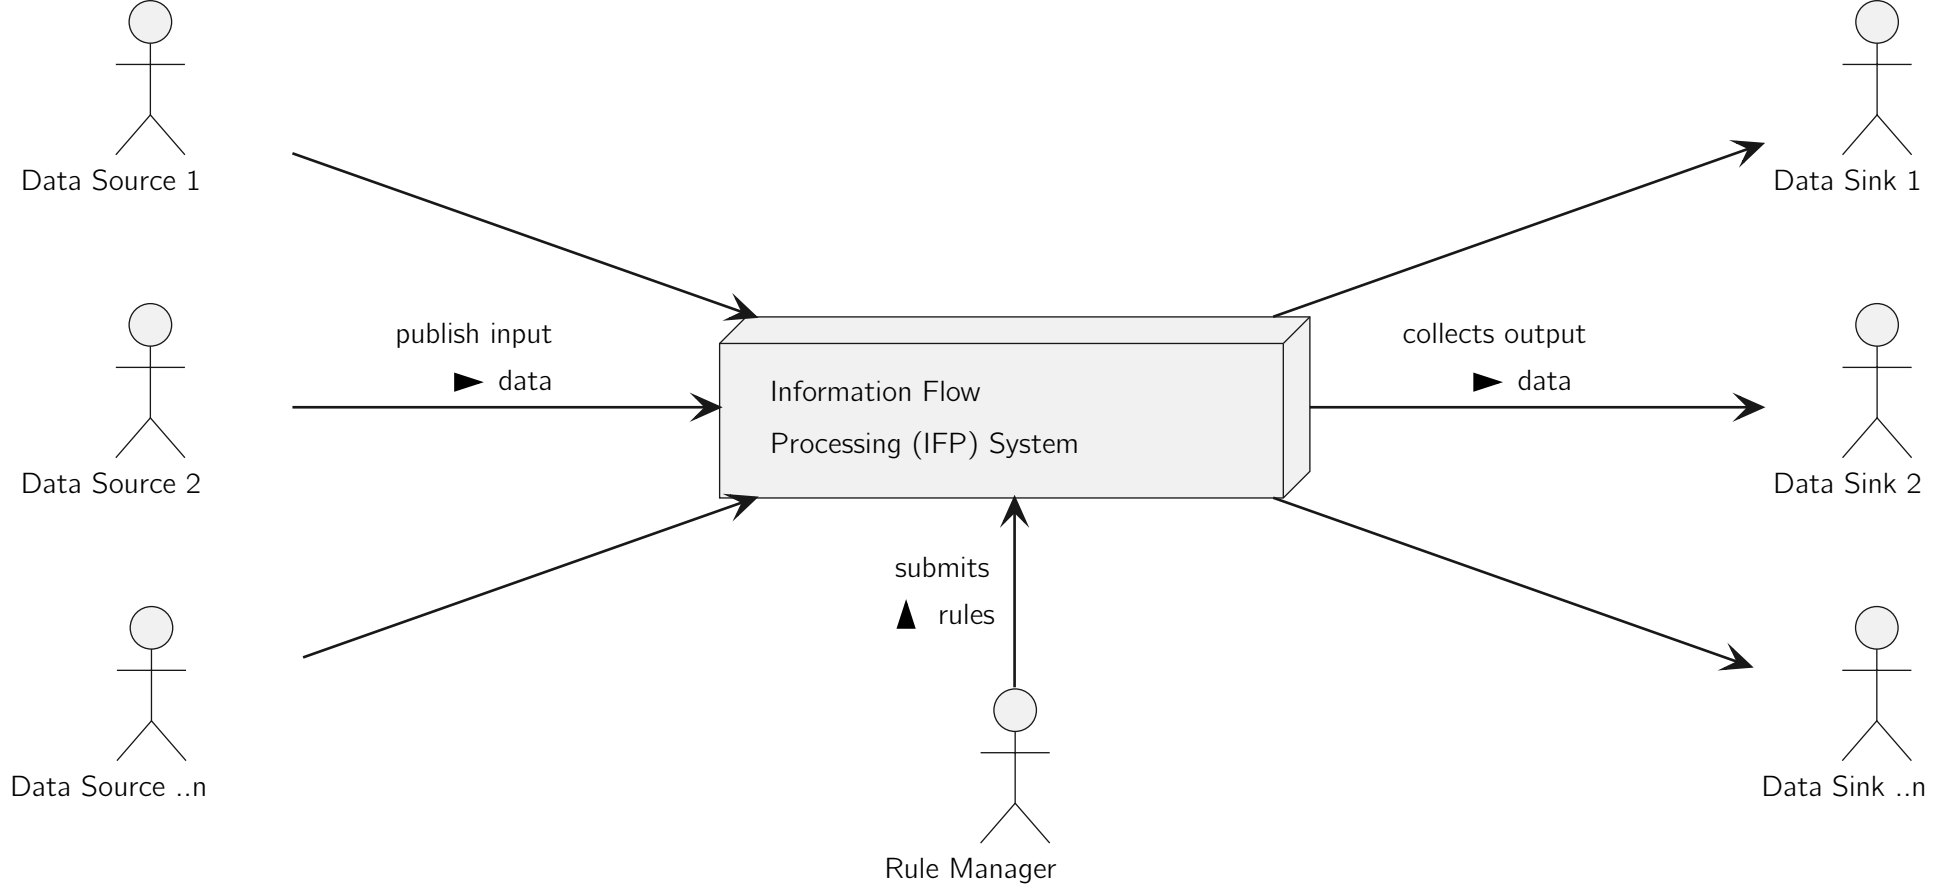 Data Source 1
Data Sink 1
publish input
data
collects output
data
Information Flow
Processing (IFP) System
Data Source 2
Data Sink 2
submits
rules
Data Source ..n
Data Sink ..n
Rule Manager